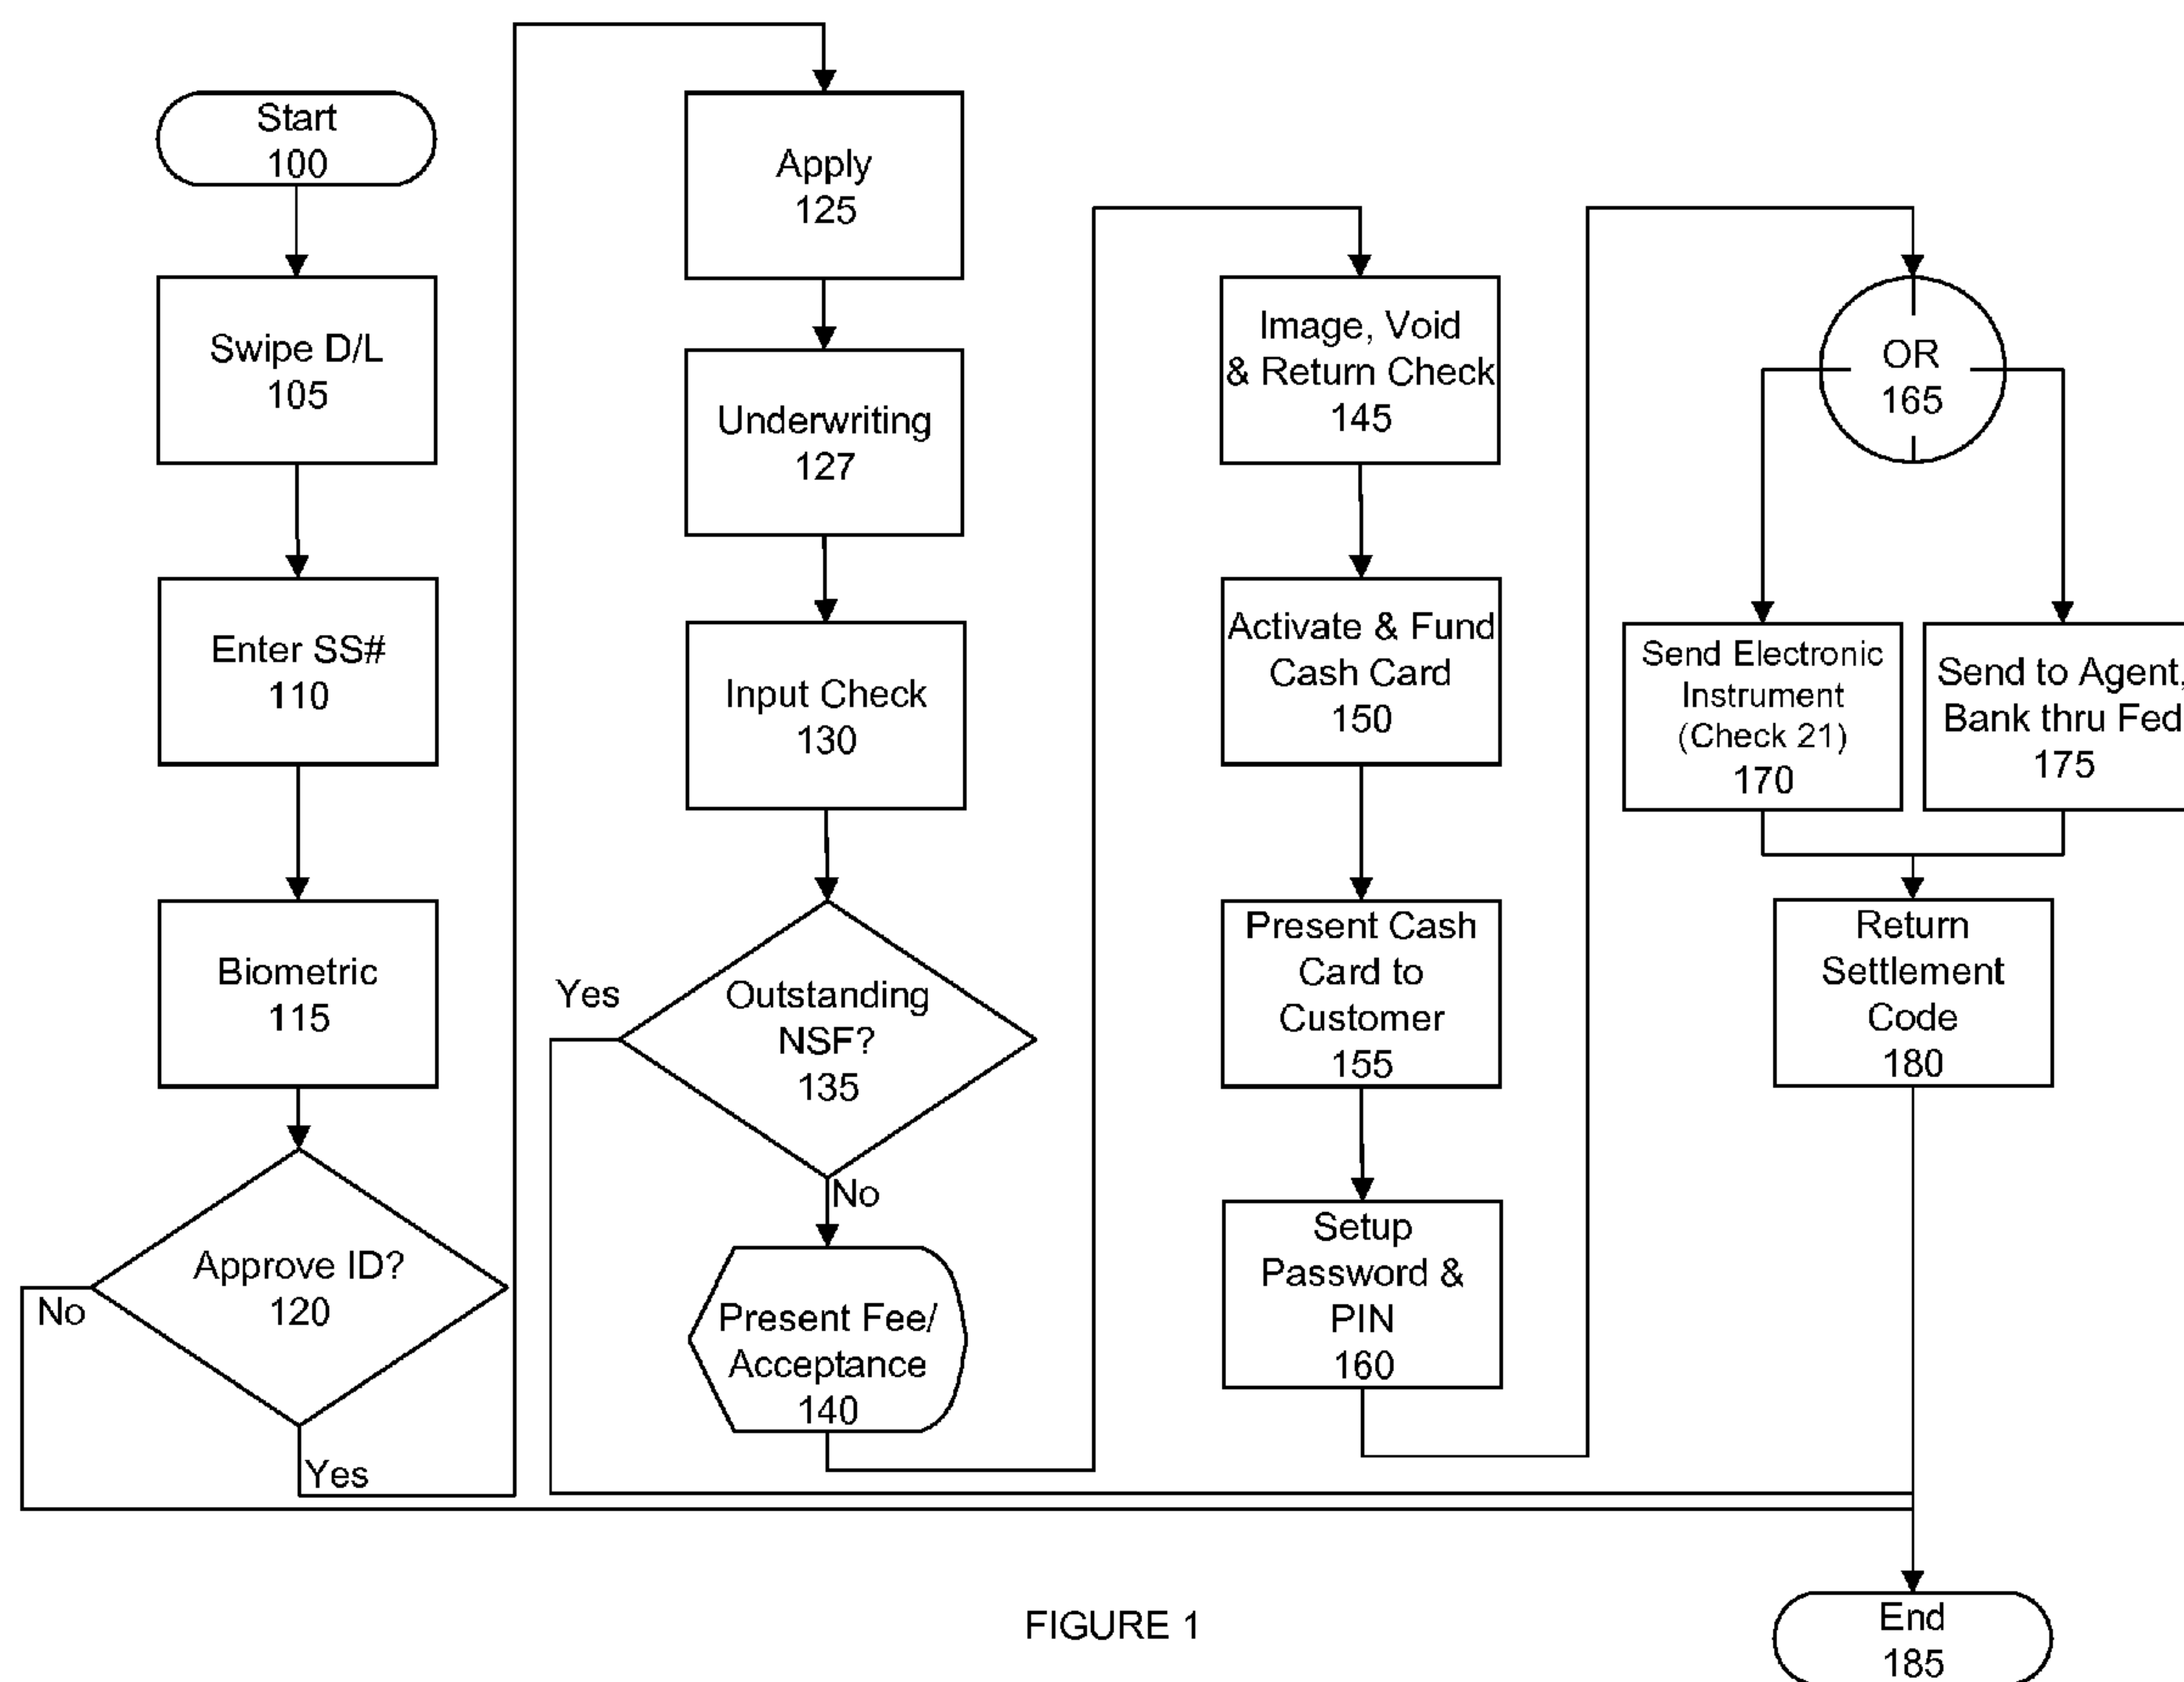 Start
100
Swipe D/L
105
Enter SS#
110
Biometric
115
Approve ID?
120
No
Yes
Apply
125
Underwriting
127
Input Check
130
Outstanding
NSF?
135
Yes
No
Present Fee/
Acceptance
140
Image, Void
& Return Check
145
Activate & Fund
Cash Card
150
Present Cash
Card to
Customer
155
Setup
Password &
PIN
160
OR
165
Send Electronic
Instrument
(Check 21)
170
Send to Agent,
Bank thru Fed
175
Return
Settlement
Code
180
End
185
FIGURE 1